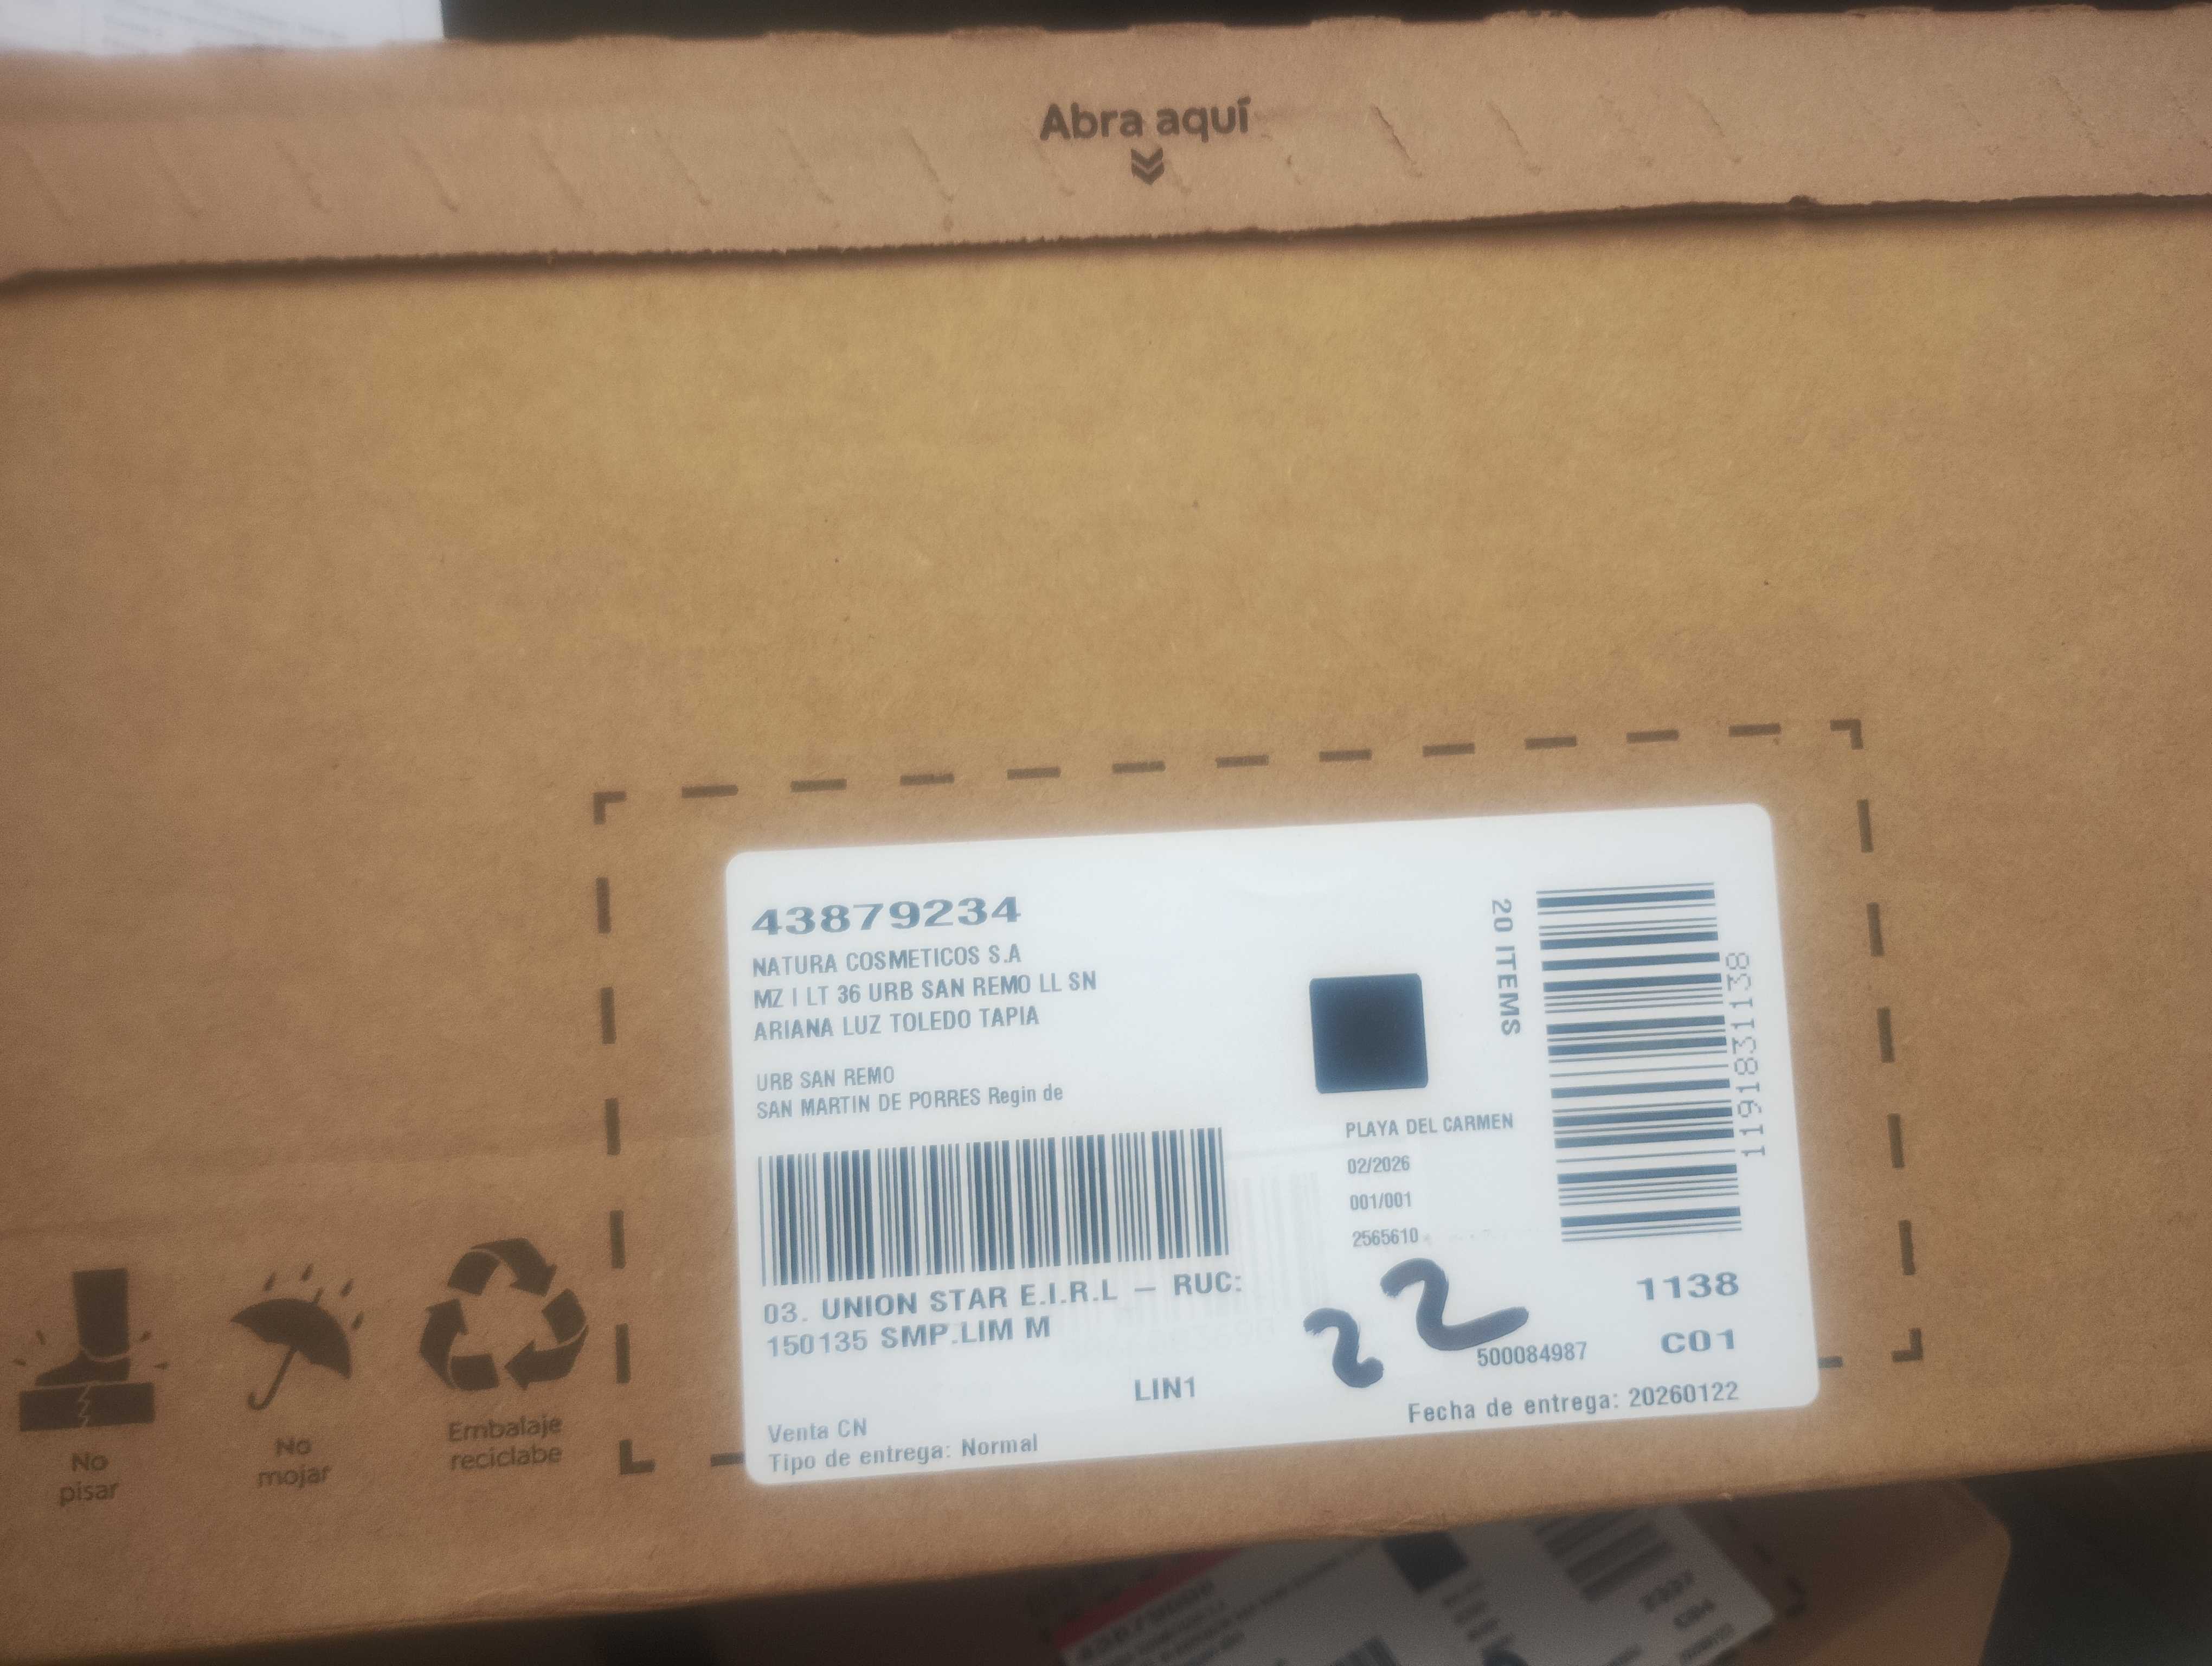 Abra aquí
43879234
NATURA COSMETICOS S.A
MZ I LT 36 URB SAN REMO LL SN
ARIANA LUZ TOLEDO TAPIA
URB SAN REMO
SAN MARTIN DE PORRES Regin de
03. UNION STAR E.I.R.L – RUC:
150135 SMP.LIM M
LIN1
Venta CN
Tipo de entrega: Normal
20 ITEMS
1191831138
PLAYA DEL CARMEN
02/2026
001/001
2565610
22
1138
500084987
C01
Fecha de entrega: 20260122
No
pisar
No
mojar
Embalaje
reciclabe